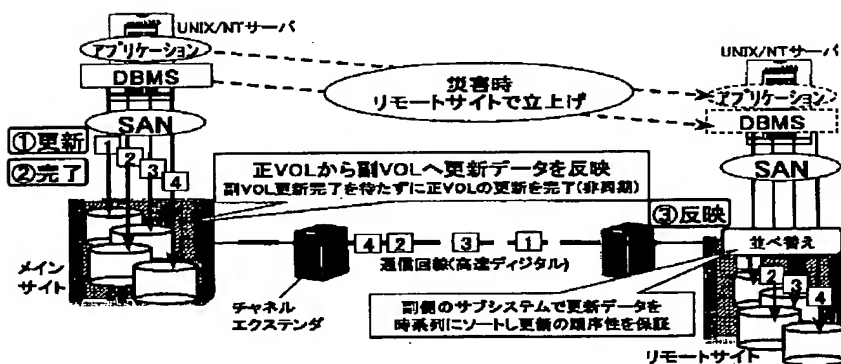 UNIX/NTサーバ
アプリケーション
DBMS
SAN
①更新
②完了
1
2
3
4
メイン
サイト
災害時
リモートサイトで立上げ
正VOLから副VOLへ更新データを反映
副VOL更新完了を待たずに正VOLの更新を完了(非同期)
4
2
3
1
通信回線(高速ディジタル)
チャネル
エクステンダ
③反映
副側のサブシステムで更新データを
時系列にソートし更新の順序性を保証
UNIX/NTサーバ
アプリケーション
DBMS
SAN
並べ替え
2
3
4
リモートサイト